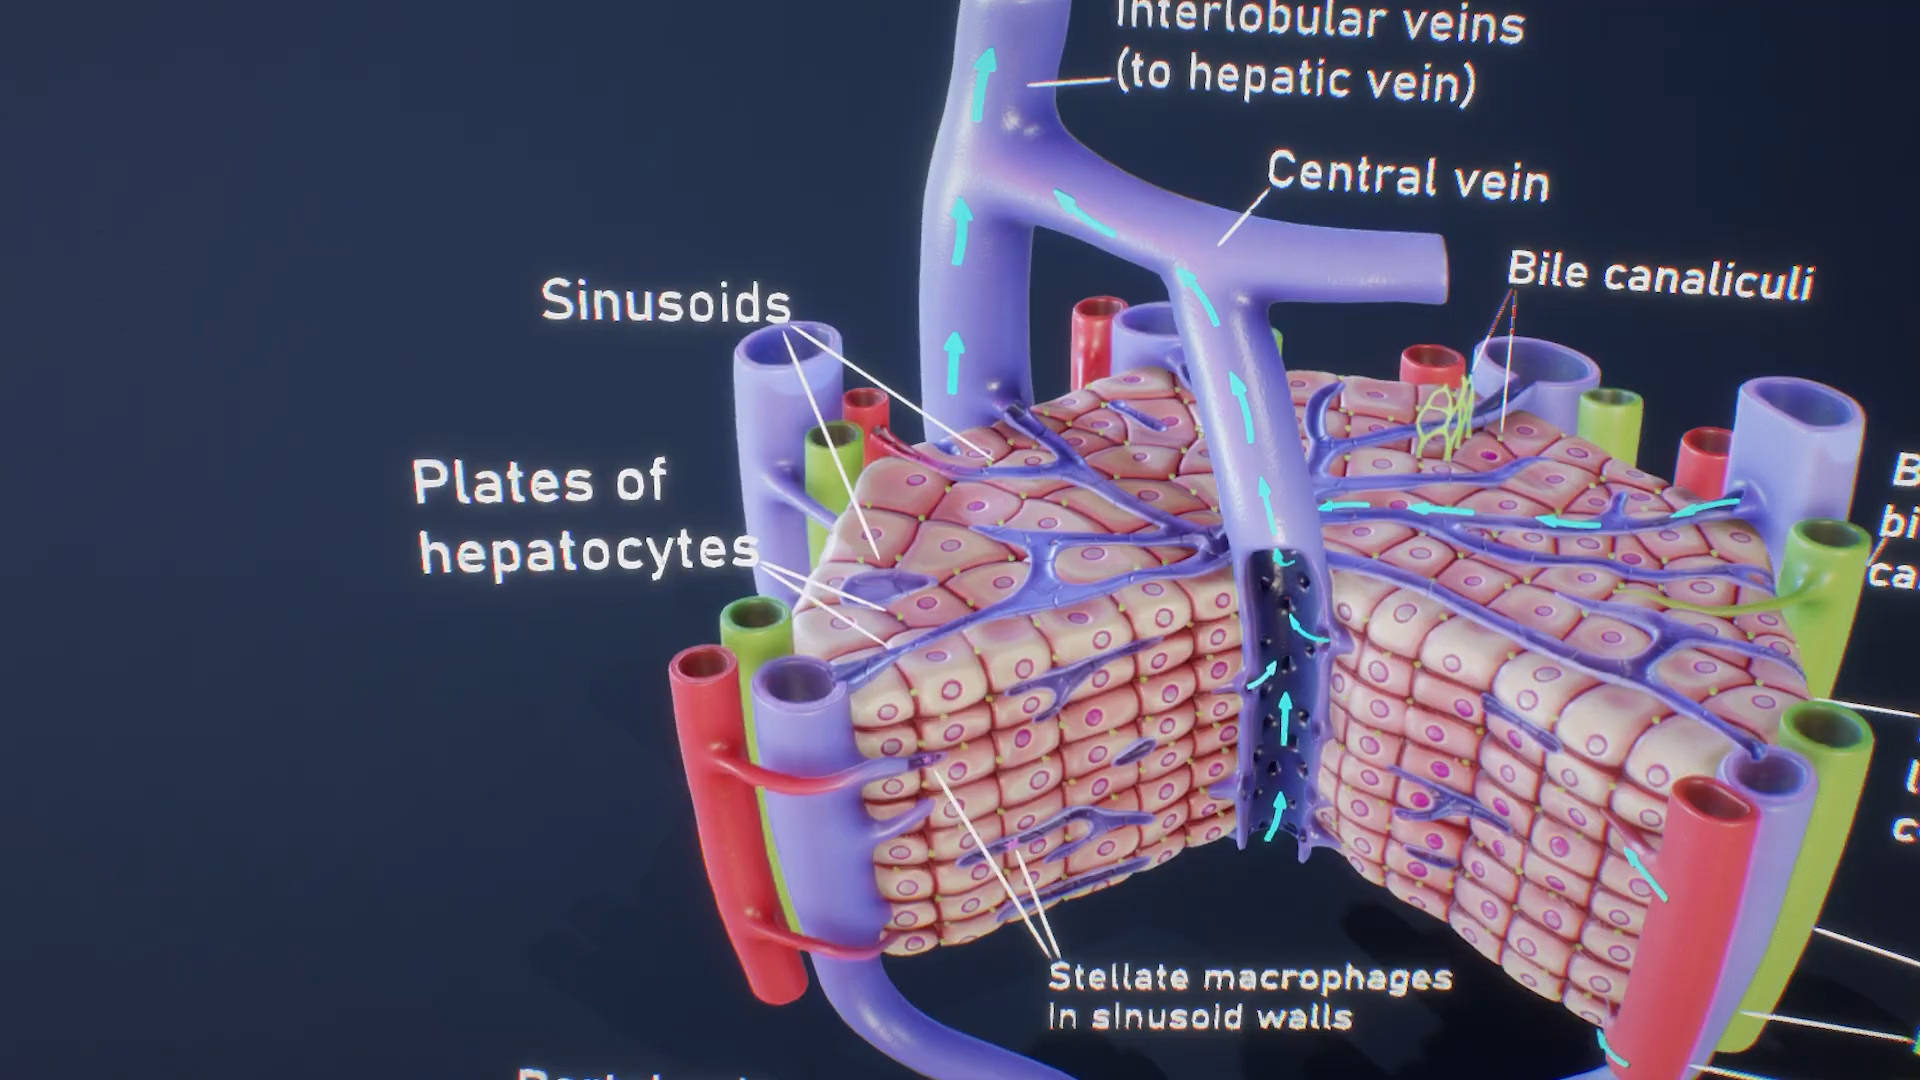 Interlobular veins
(to hepatic vein)
Central vein
Bile canaliculi
Sinusoids
Plates of
hepatocytes
Stellate macrophages
in sinusoid walls